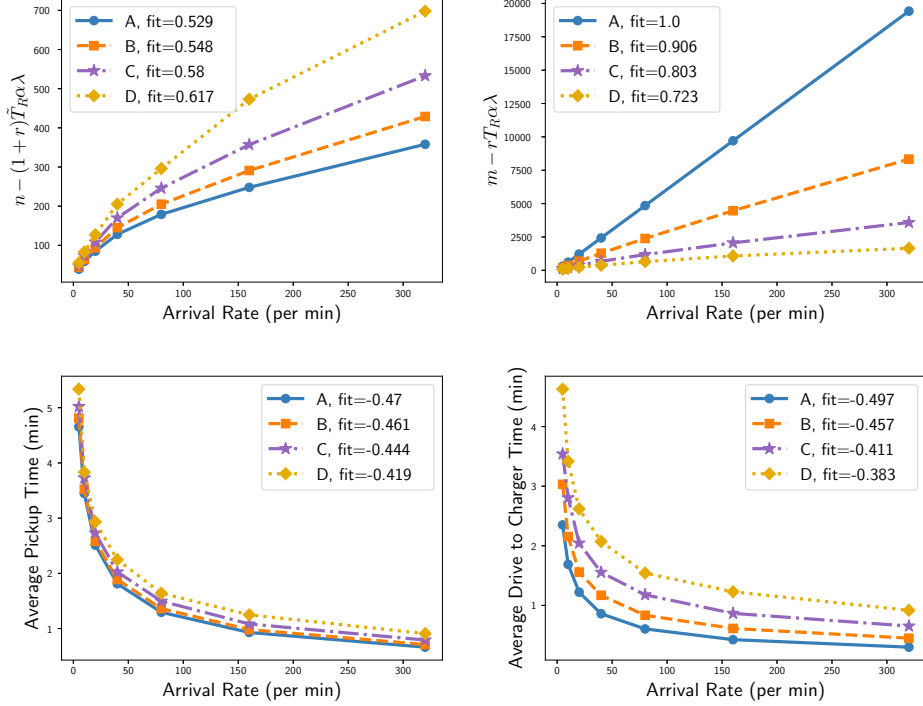 700
600
500
400
300
200
100
0 50 100 150 200 250 300
n − (1 + r)T̃_Rαλ
Arrival Rate (per min)
A, fit=0.529
B, fit=0.548
C, fit=0.58
D, fit=0.617
20000
17500
15000
12500
10000
7500
5000
2500
0
0 50 100 150 200 250 300
m − rT_Rαλ
Arrival Rate (per min)
A, fit=1.0
B, fit=0.906
C, fit=0.803
D, fit=0.723
5
4
3
2
1
0 50 100 150 200 250 300
Average Pickup Time (min)
Arrival Rate (per min)
A, fit=-0.47
B, fit=-0.461
C, fit=-0.444
D, fit=-0.419
4
3
2
1
0 50 100 150 200 250 300
Average Drive to Charger Time (min)
Arrival Rate (per min)
A, fit=-0.497
B, fit=-0.457
C, fit=-0.411
D, fit=-0.383